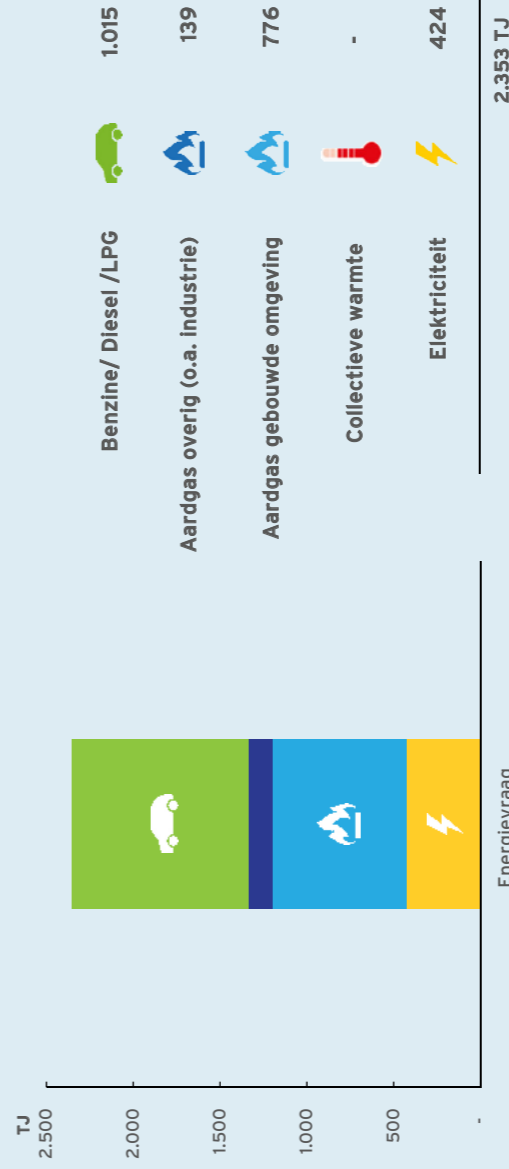 TJ
2.500
2.000
1.500
1.000
500
-
Energievraag
Benzine/ Diesel /LPG 1.015
Aardgas overig (o.a. industrie) 139
Aardgas gebouwde omgeving 776
Collectieve warmte -
Elektriciteit 424
2.353 TJ